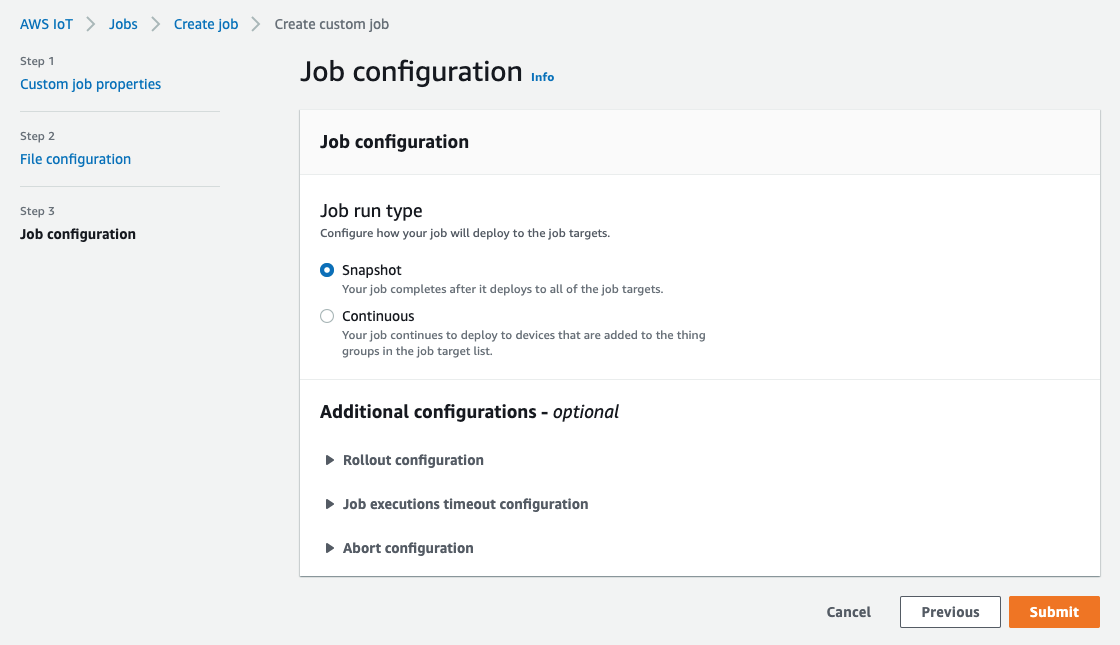 AWS IoT Jobs Create job Create custom job
Step 1
Custom job properties
Step 2
File configuration
Step 3
Job configuration
Job configuration Info
Job configuration
Job run type
Configure how your job will deploy to the job targets.
Snapshot
Your job completes after it deploys to all of the job targets.
Continuous
Your job continues to deploy to devices that are added to the thing
groups in the job target list.
Additional configurations - optional
Rollout configuration
Job executions timeout configuration
Abort configuration
Cancel Previous Submit